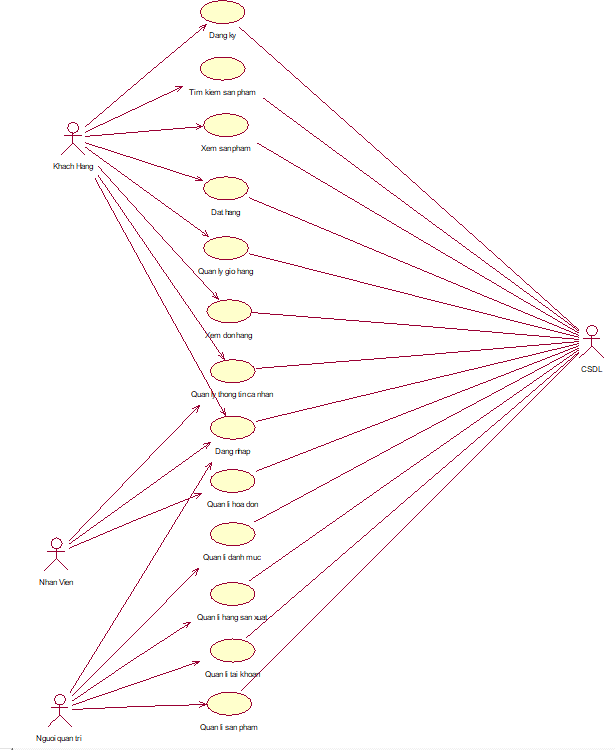 Dang ky
Tim kiem san pham
Xem san pham
Khach Hang
Dat hang
Quan ly gio hang
Xem don hang
CSDL
Quan ly thong tin ca nhan
Dang nhap
Quan li hoa don
Quan li danh muc
Nhan Vien
Quan li hang san xuat
Quan li tai khoan
Quan li san pham
Nguoi quan tri